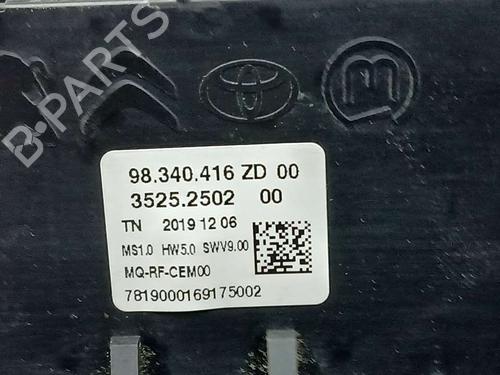 B-PARTS
98.340.416 ZD 00
3525.2502 00
TN 2019 12 06
MS1.0 HW5.0 SWV9.00
MQ-RF-CEM00
7819000169175002